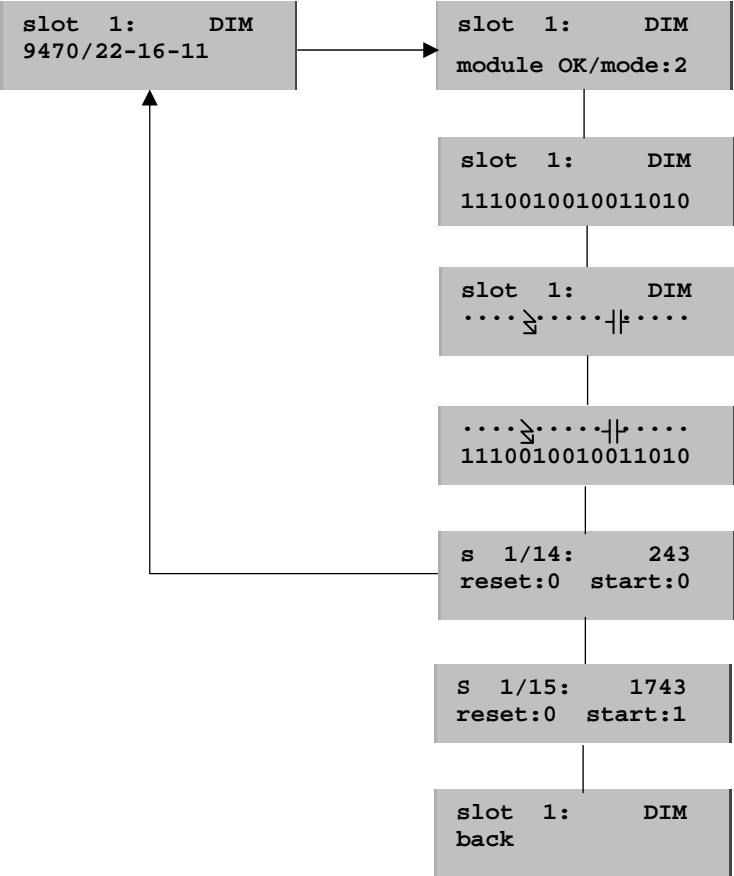 slot 1: DIM
9470/22-16-11
slot 1: DIM
module OK/mode:2
slot 1: DIM
1110010010011010
slot 1: DIM
1110010010011010
s 1/14: 243
reset:0 start:0
S 1/15: 1743
reset:0 start:1
slot 1: DIM
back